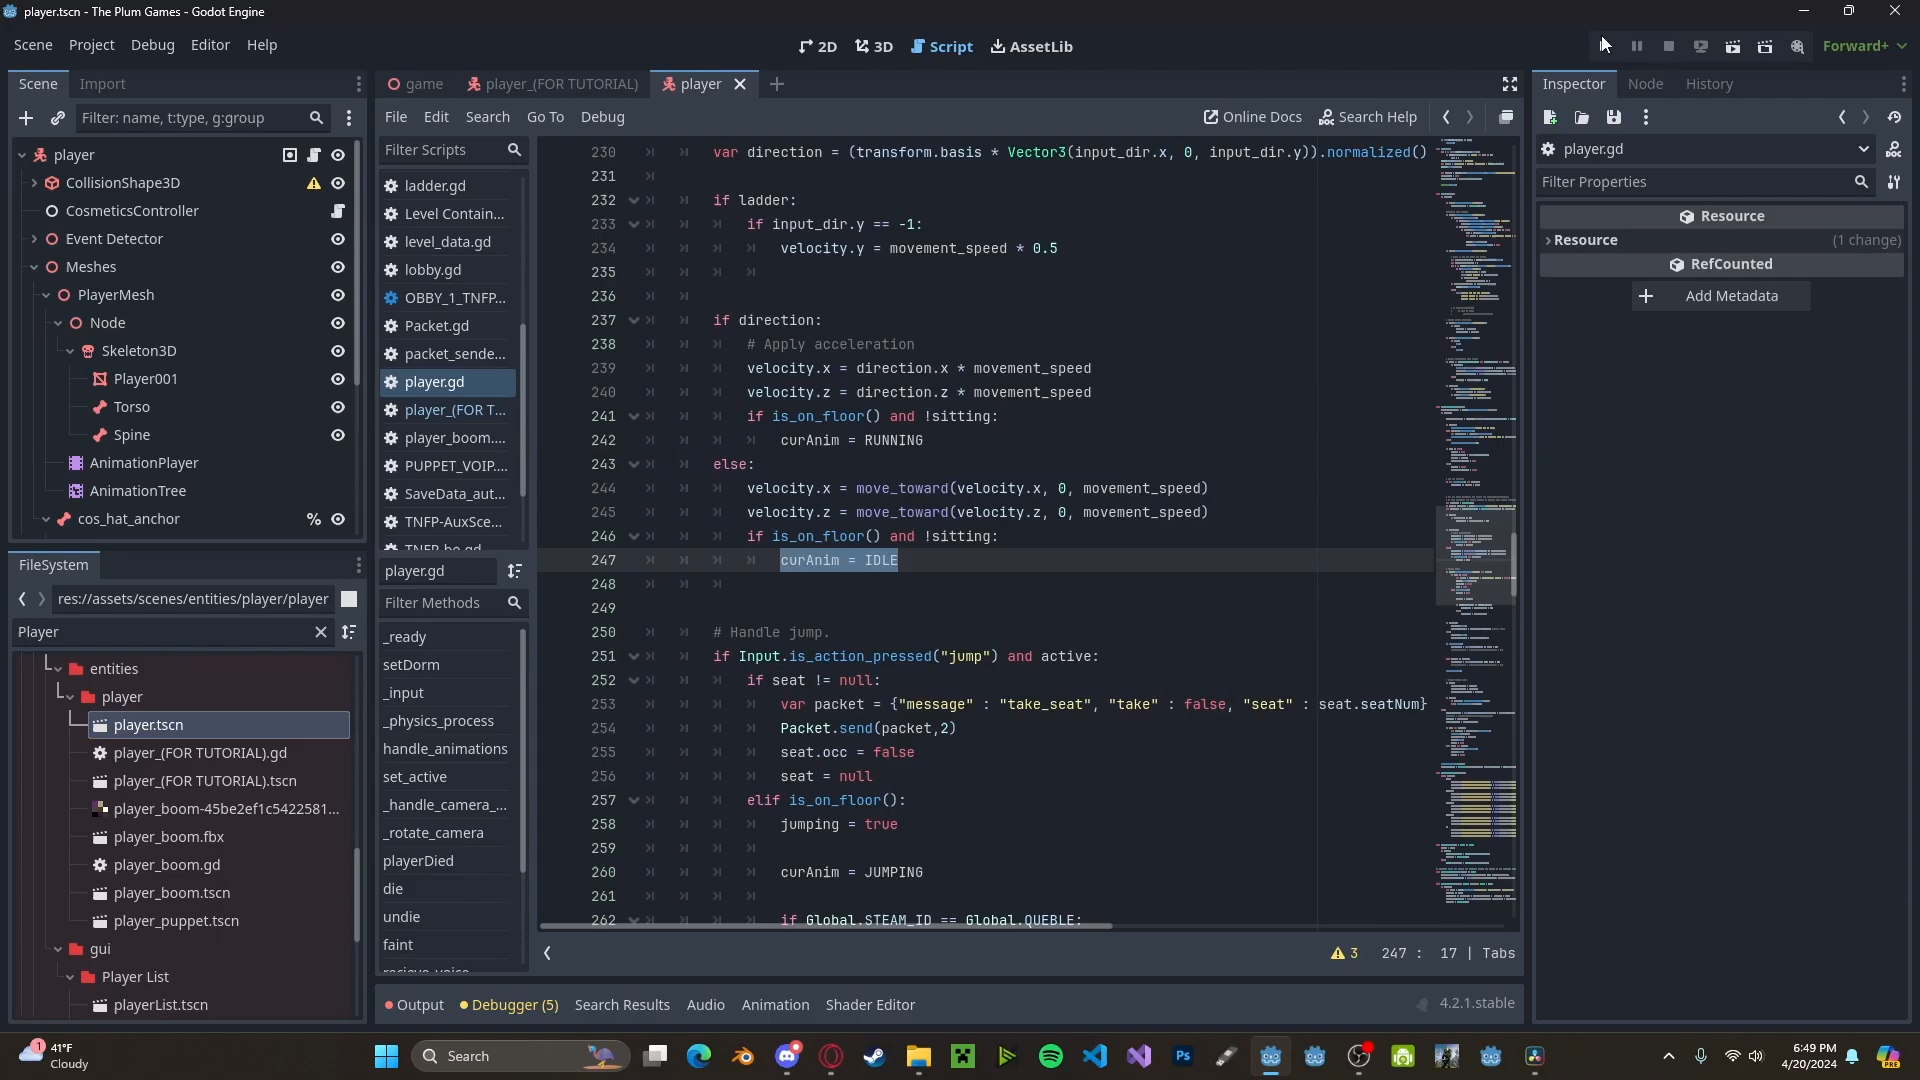 player.tscn - The Plum Games - Godot Engine
Scene Project Debug Editor Help
2D 3D Script AssetLib
Forward+
Scene Import
Filter: name, t:type, g:group
player
CollisionShape3D
CosmeticsController
Event Detector
Meshes
PlayerMesh
Node
Skeleton3D
Player001
Torso
Spine
AnimationPlayer
AnimationTree
cos_hat_anchor %
FileSystem
res://assets/scenes/entities/player/player
Player
entities
player
player.tscn
player_(FOR TUTORIAL).gd
player_(FOR TUTORIAL).tscn
player_boom-45be2ef1c5422581...
player_boom.fbx
player_boom.gd
player_boom.tscn
player_puppet.tscn
gui
Player List
playerList.tscn
game player_(FOR TUTORIAL) player
File Edit Search Go To Debug
Online Docs Search Help
Filter Scripts
ladder.gd
Level Contain...
level_data.gd
lobby.gd
OBBY_1_TNFP...
Packet.gd
packet_sende...
player.gd
player_(FOR T...
player_boom....
PUPPET_VOIP....
SaveData_aut...
TNFP-AuxSce...
player.gd
Filter Methods
_ready
setDorm
_input
_physics_process
handle_animations
set_active
_handle_camera_...
_rotate_camera
playerDied
die
undie
faint
recieve_voice
230 var direction = (transform.basis * Vector3(input_dir.x, 0, input_dir.y)).normalized()
231
232 if ladder:
233 if input_dir.y == -1:
234 velocity.y = movement_speed * 0.5
235
236
237 if direction:
238 # Apply acceleration
239 velocity.x = direction.x * movement_speed
240 velocity.z = direction.z * movement_speed
241 if is_on_floor() and !sitting:
242 curAnim = RUNNING
243 else:
244 velocity.x = move_toward(velocity.x, 0, movement_speed)
245 velocity.z = move_toward(velocity.z, 0, movement_speed)
246 if is_on_floor() and !sitting:
247 curAnim = IDLE
248
249
250 # Handle jump.
251 if Input.is_action_pressed("jump") and active:
252 if seat != null:
253 var packet = {"message" : "take_seat", "take" : false, "seat" : seat.seatNum}
254 Packet.send(packet,2)
255 seat.occ = false
256 seat = null
257 elif is_on_floor():
258 jumping = true
259
260 curAnim = JUMPING
261
262 if Global.STEAM_ID == Global.QUEBLE:
3 247 : 17 | Tabs
Output Debugger (5) Search Results Audio Animation Shader Editor
4.2.1.stable
Inspector Node History
player.gd
Filter Properties
Resource
Resource (1 change)
RefCounted
Add Metadata
1
41°F
Cloudy
Search
Ps
6:49 PM
4/20/2024
PRE